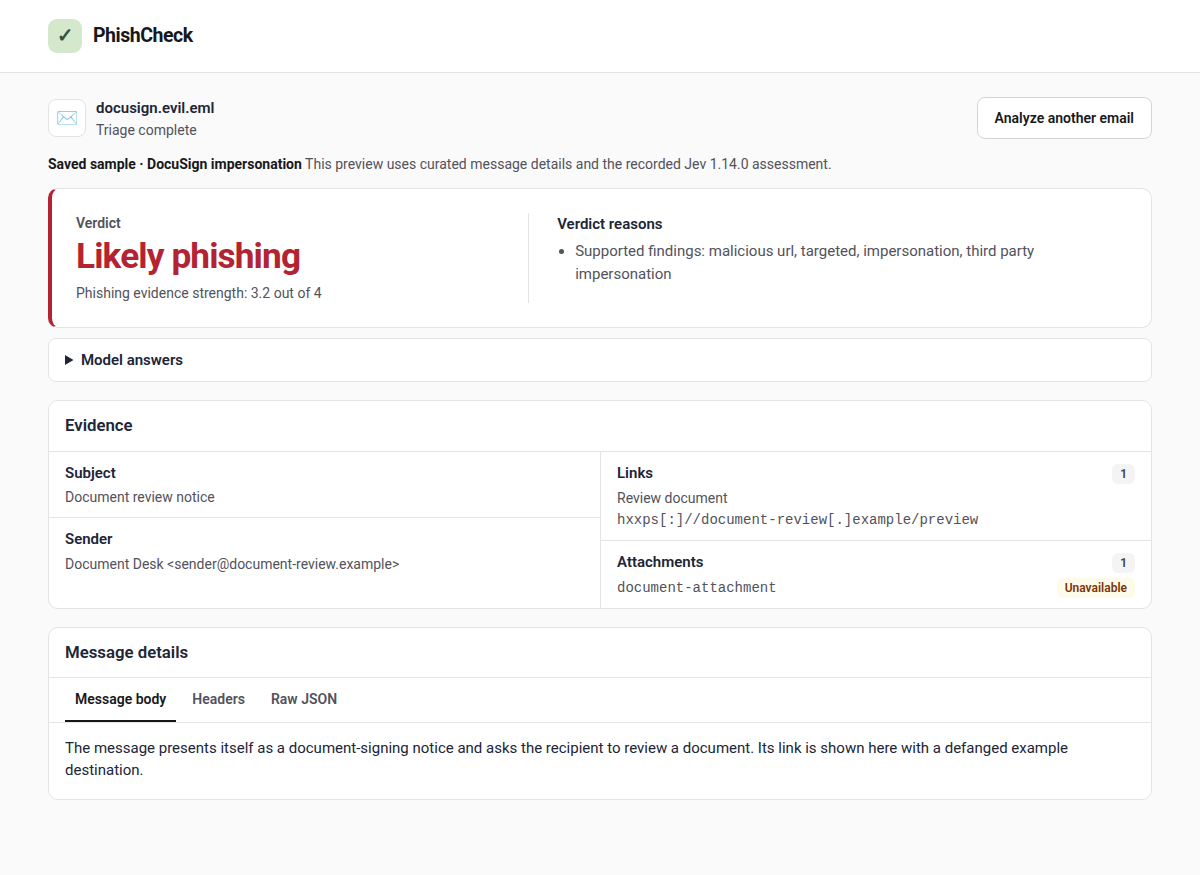 ✓ PhishCheck
docusign.evil.eml
Triage complete
Analyze another email
Saved sample · DocuSign impersonation This preview uses curated message details and the recorded Jev 1.14.0 assessment.
Verdict
Likely phishing
Phishing evidence strength: 3.2 out of 4
Verdict reasons
• Supported findings: malicious url, targeted, impersonation, third party
impersonation
▶ Model answers
Evidence
Subject
Document review notice
Sender
Document Desk <sender@document-review.example>
Links 1
Review document
hxxps[:]//document-review[.]example/preview
Attachments 1
document-attachment Unavailable
Message details
Message body Headers Raw JSON
The message presents itself as a document-signing notice and asks the recipient to review a document. Its link is shown here with a defanged example
destination.